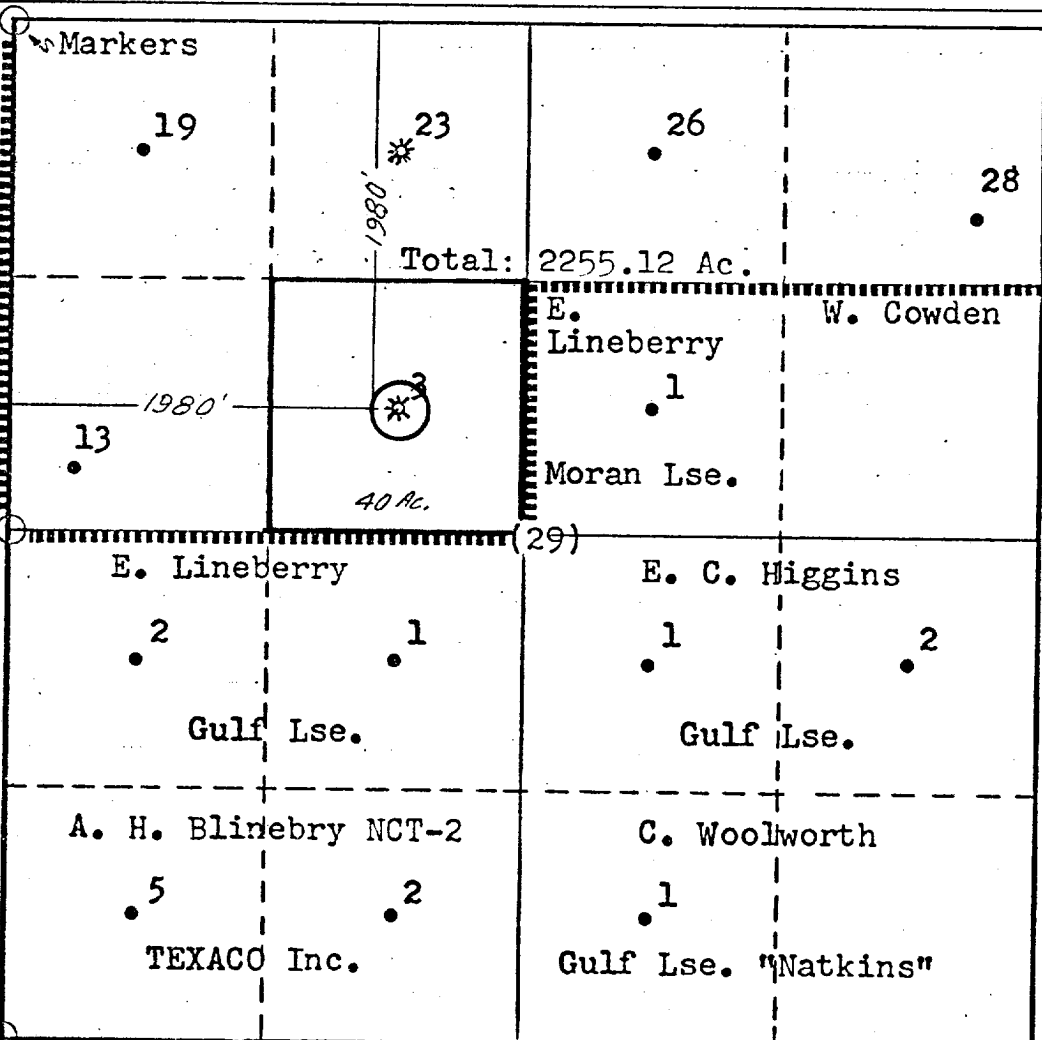 Markers
19
23
26
28
1980'
Total: 2255.12 Ac.
E.
Lineberry
W. Cowden
3
1
1980'
13
Moran Lse.
40 Ac.
(29)
E. Lineberry
E. C. Higgins
2
1
1
2
Gulf Lse.
Gulf Lse.
A. H. Blinebry NCT-2
C. Woolworth
5
2
1
TEXACO Inc.
Gulf Lse. "Natkins"